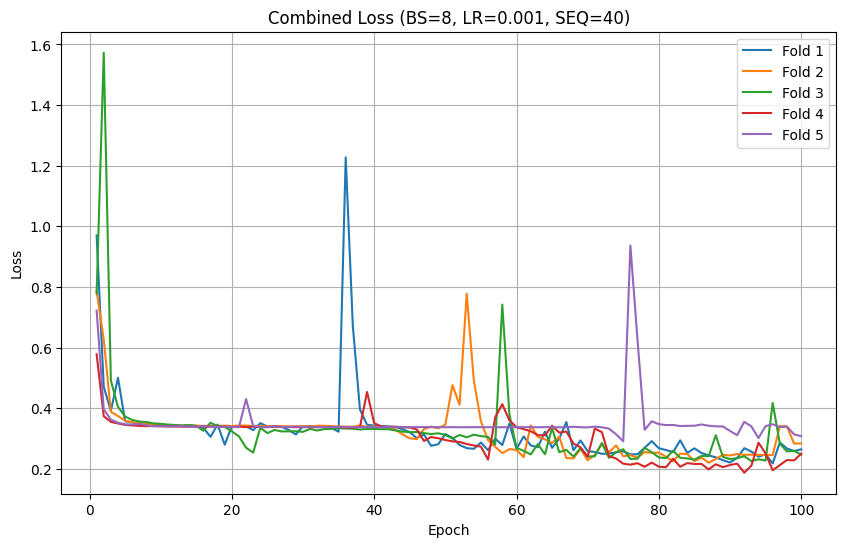 Combined Loss (BS=8, LR=0.001, SEQ=40)
Loss
1.6
1.4
1.2
1.0
0.8
0.6
0.4
0.2
Fold 1
Fold 2
Fold 3
Fold 4
Fold 5
0 20 40 60 80 100
Epoch